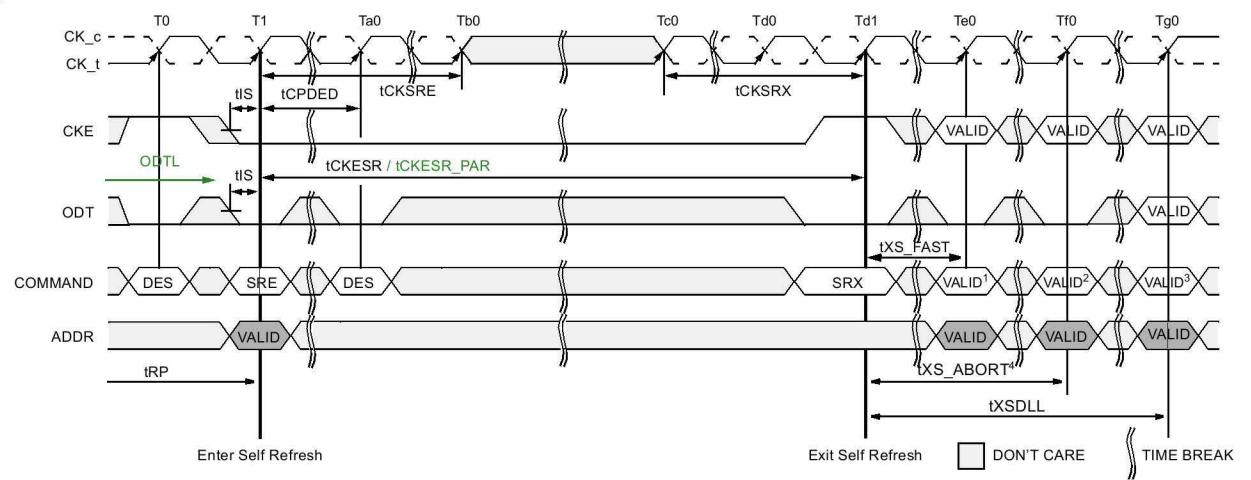 T0 T1 Ta0 Tb0 Tc0 Td0 Td1 Te0 Tf0 Tg0
CK_c
CK_t
tIS tCPDED tCKSRE tCKSRX
CKE VALID VALID VALID
ODTL tCKESR / tCKESR_PAR
tIS
ODT VALID
tXS_FAST
COMMAND DES SRE DES SRX VALID¹ VALID² VALID³
ADDR VALID VALID VALID VALID
tRP tXS_ABORT⁴
tXSDLL
Enter Self Refresh Exit Self Refresh DON'T CARE TIME BREAK